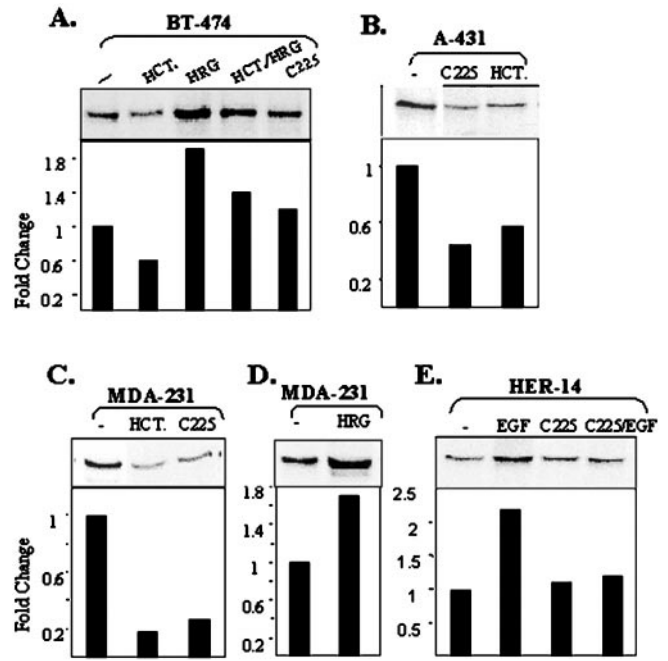 A.
BT-474
– HCT. HRG HCT/HRG C225
Fold Change
1.8
1.4
1
0.6
0.2
B.
A-431
- C225 HCT.
1
0.6
0.2
C.
MDA-231
- HCT. C225
Fold Change
1
0.6
0.2
D.
MDA-231
- HRG
1.8
1.4
1
0.6
0.2
E.
HER-14
- EGF C225 C225/EGF
2.5
2
1.5
1
0.5